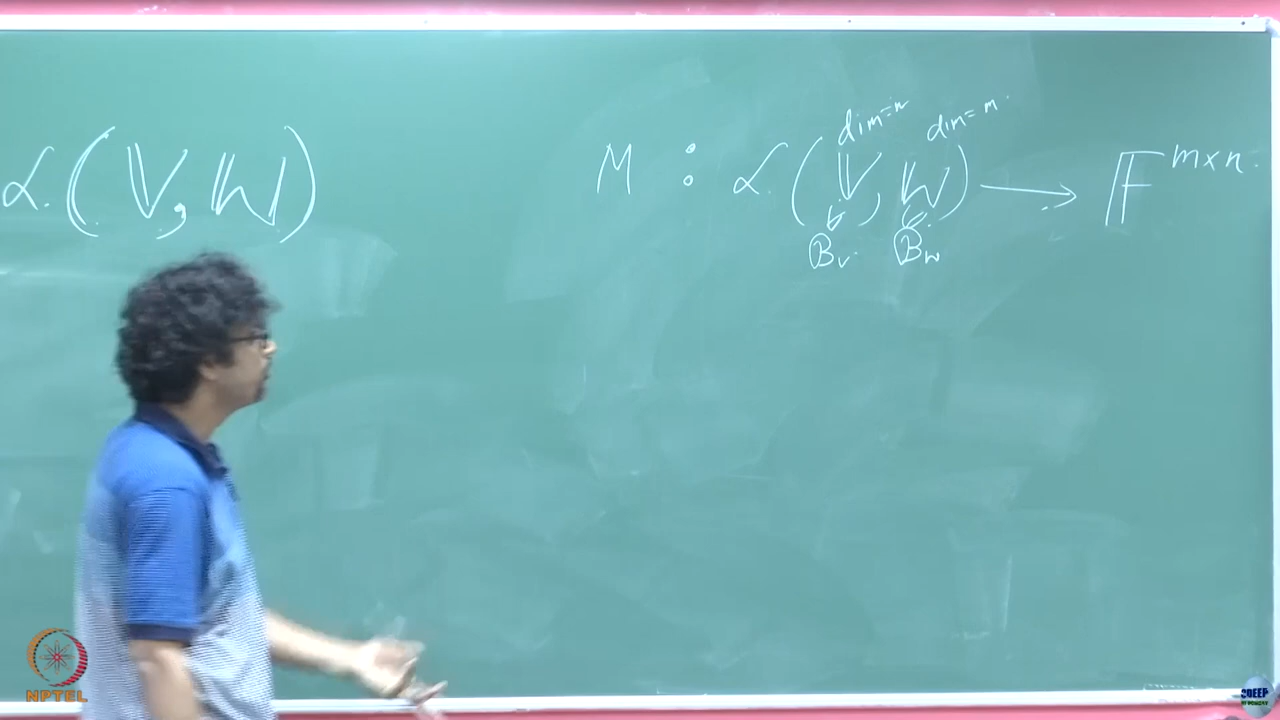 ℒ(𝕍, 𝕎)
M : ℒ(𝕍, 𝕎) ⟶ 𝔽^{m×n}
dim=n dim=m
B_V B_W
NPTEL